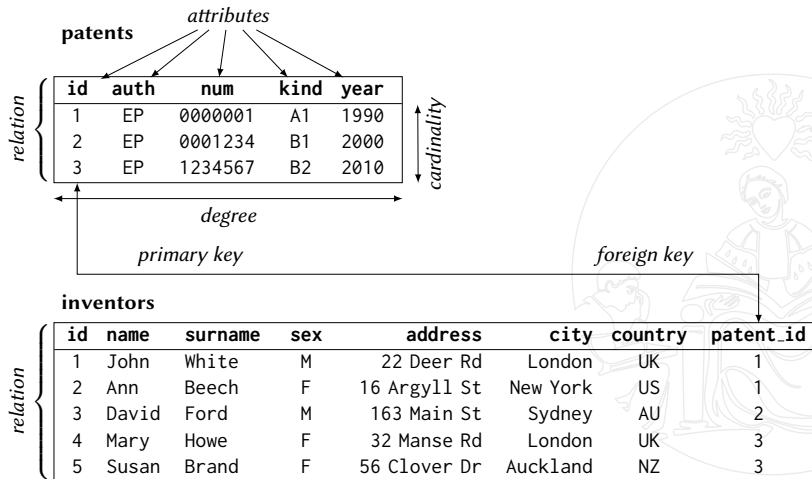 attributes
patents
id auth num kind year
1 EP 0000001 A1 1990
2 EP 0001234 B1 2000
3 EP 1234567 B2 2010
relation
cardinality
degree
primary key
foreign key
inventors
id name surname sex address city country patent_id
1 John White M 22 Deer Rd London UK 1
2 Ann Beech F 16 Argyll St New York US 1
3 David Ford M 163 Main St Sydney AU 2
4 Mary Howe F 32 Manse Rd London UK 3
5 Susan Brand F 56 Clover Dr Auckland NZ 3
relation